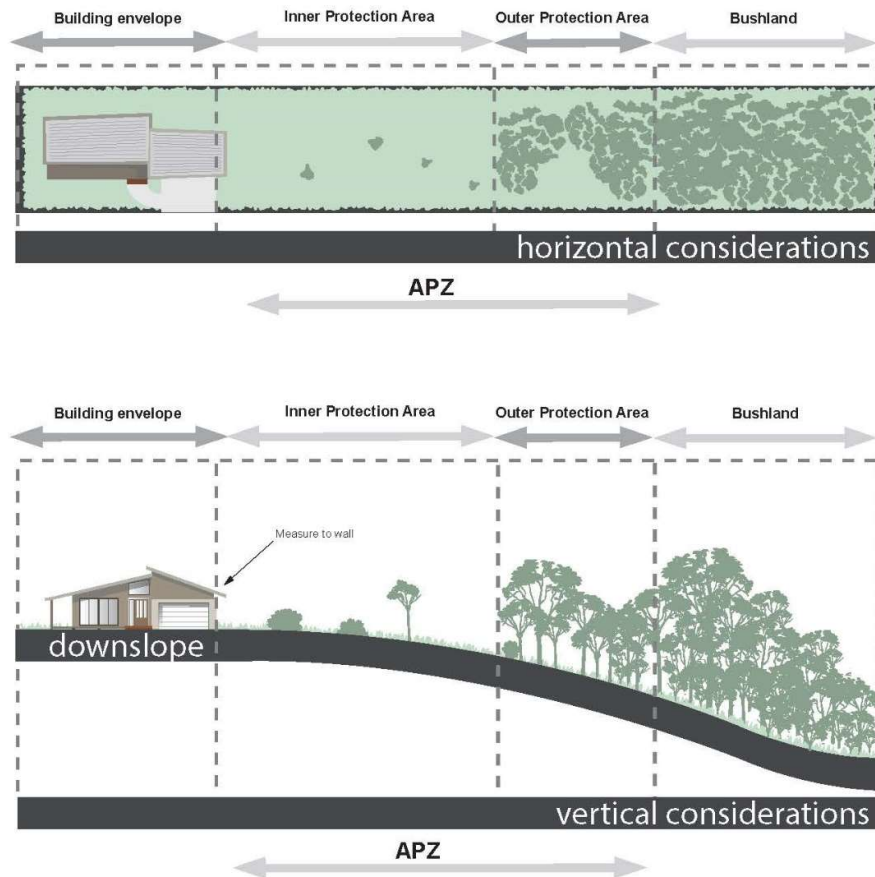 Building envelope Inner Protection Area Outer Protection Area Bushland
horizontal considerations
APZ
Building envelope Inner Protection Area Outer Protection Area Bushland
Measure to wall
downslope
vertical considerations
APZ